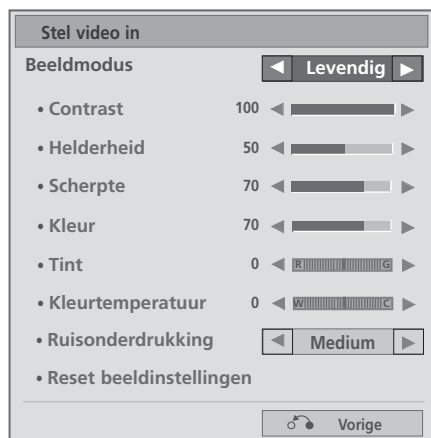 Stel video in
Beeldmodus Levendig
• Contrast 100
• Helderheid 50
• Scherpte 70
• Kleur 70
• Tint 0 R G
• Kleurtemperatuur 0 W C
• Ruisonderdrukking Medium
• Reset beeldinstellingen
Vorige